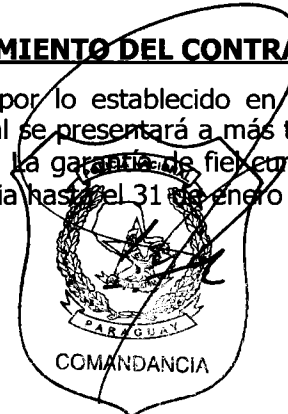 MIENTO DEL CONTRA
por lo establecido en
al se presentará a más t
La garantía de fiel cum
ia hasta el 31 de enero
PARAGUAY
COMANDANCIA